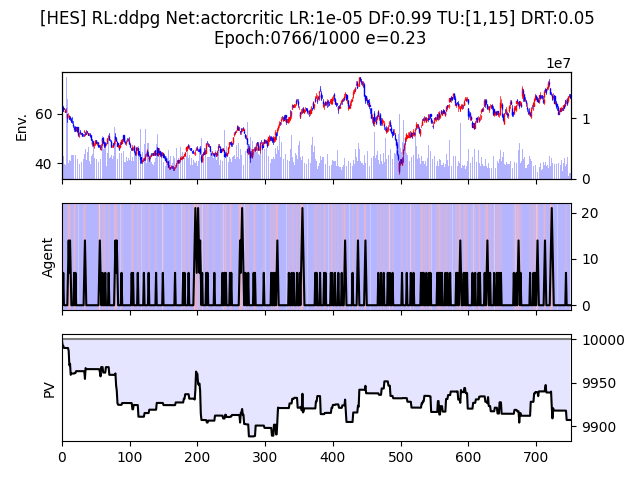 [HES] RL:ddpg Net:actorcritic LR:1e-05 DF:0.99 TU:[1,15] DRT:0.05
Epoch:0766/1000 e=0.23
1e7
Env.
60
40
1
0
Agent
20
10
0
PV
10000
9950
9900
0 100 200 300 400 500 600 700